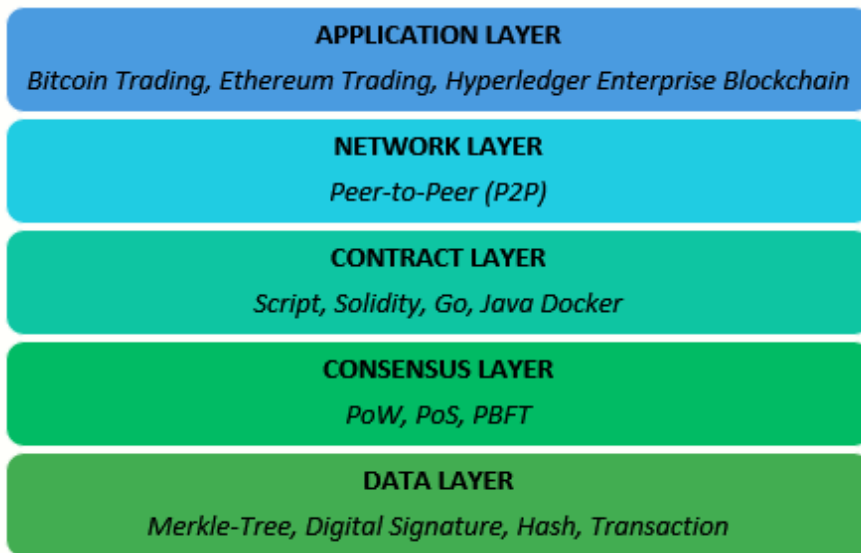 APPLICATION LAYER
Bitcoin Trading, Ethereum Trading, Hyperledger Enterprise Blockchain
NETWORK LAYER
Peer-to-Peer (P2P)
CONTRACT LAYER
Script, Solidity, Go, Java Docker
CONSENSUS LAYER
PoW, PoS, PBFT
DATA LAYER
Merkle-Tree, Digital Signature, Hash, Transaction